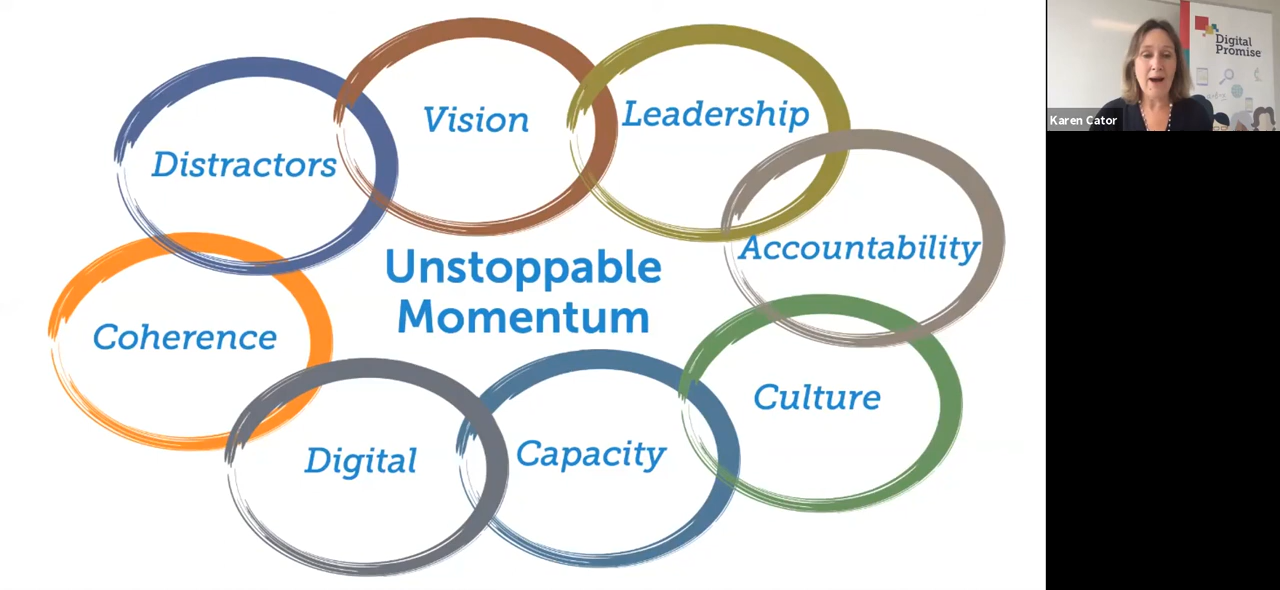 Vision
Leadership
Distractors
Accountability
Unstoppable
Momentum
Coherence
Culture
Digital
Capacity
Digital
Promise
Karen Cator